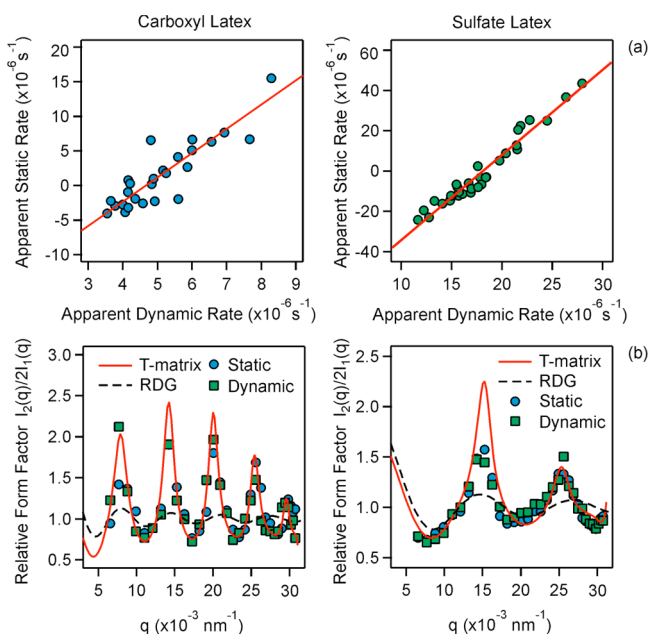 Carboxyl Latex
Sulfate Latex
(a)
Apparent Static Rate (x10⁻⁶ s⁻¹)
20
15
10
5
0
-5
-10
3 4 5 6 7 8 9
Apparent Dynamic Rate (x10⁻⁶s⁻¹)
Apparent Static Rate (x10⁻⁶ s⁻¹)
60
40
20
0
-20
-40
10 15 20 25 30
Apparent Dynamic Rate (x10⁻⁶s⁻¹)
(b)
Relative Form Factor I₂(q)/2I₁(q)
3.0
2.5
2.0
1.5
1.0
0.5
T-matrix
RDG
Static
Dynamic
5 10 15 20 25 30
q (x10⁻³ nm⁻¹)
Relative Form Factor I₂(q)/2I₁(q)
2.5
2.0
1.5
1.0
0.5
T-matrix
RDG
Static
Dynamic
5 10 15 20 25 30
q (x10⁻³ nm⁻¹)